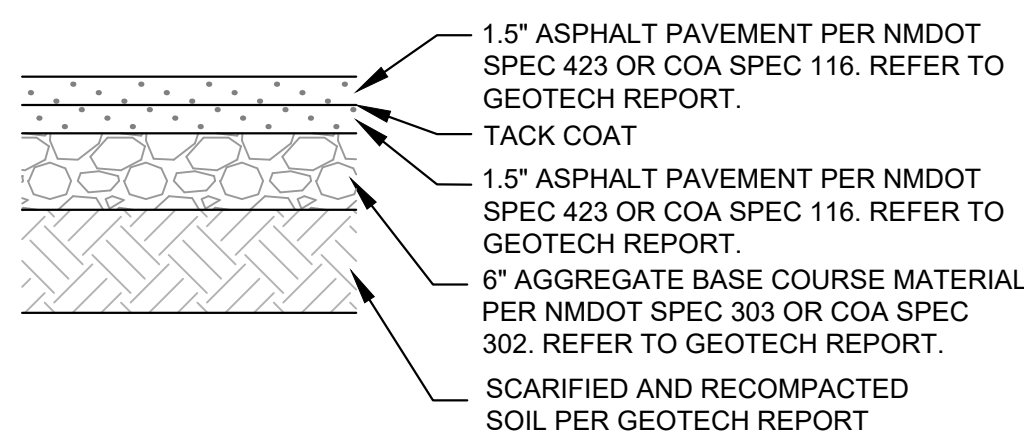 1.5" ASPHALT PAVEMENT PER NMDOT
SPEC 423 OR COA SPEC 116. REFER TO
GEOTECH REPORT.
TACK COAT
1.5" ASPHALT PAVEMENT PER NMDOT
SPEC 423 OR COA SPEC 116. REFER TO
GEOTECH REPORT.
6" AGGREGATE BASE COURSE MATERIAL
PER NMDOT SPEC 303 OR COA SPEC
302. REFER TO GEOTECH REPORT.
SCARIFIED AND RECOMPACTED
SOIL PER GEOTECH REPORT